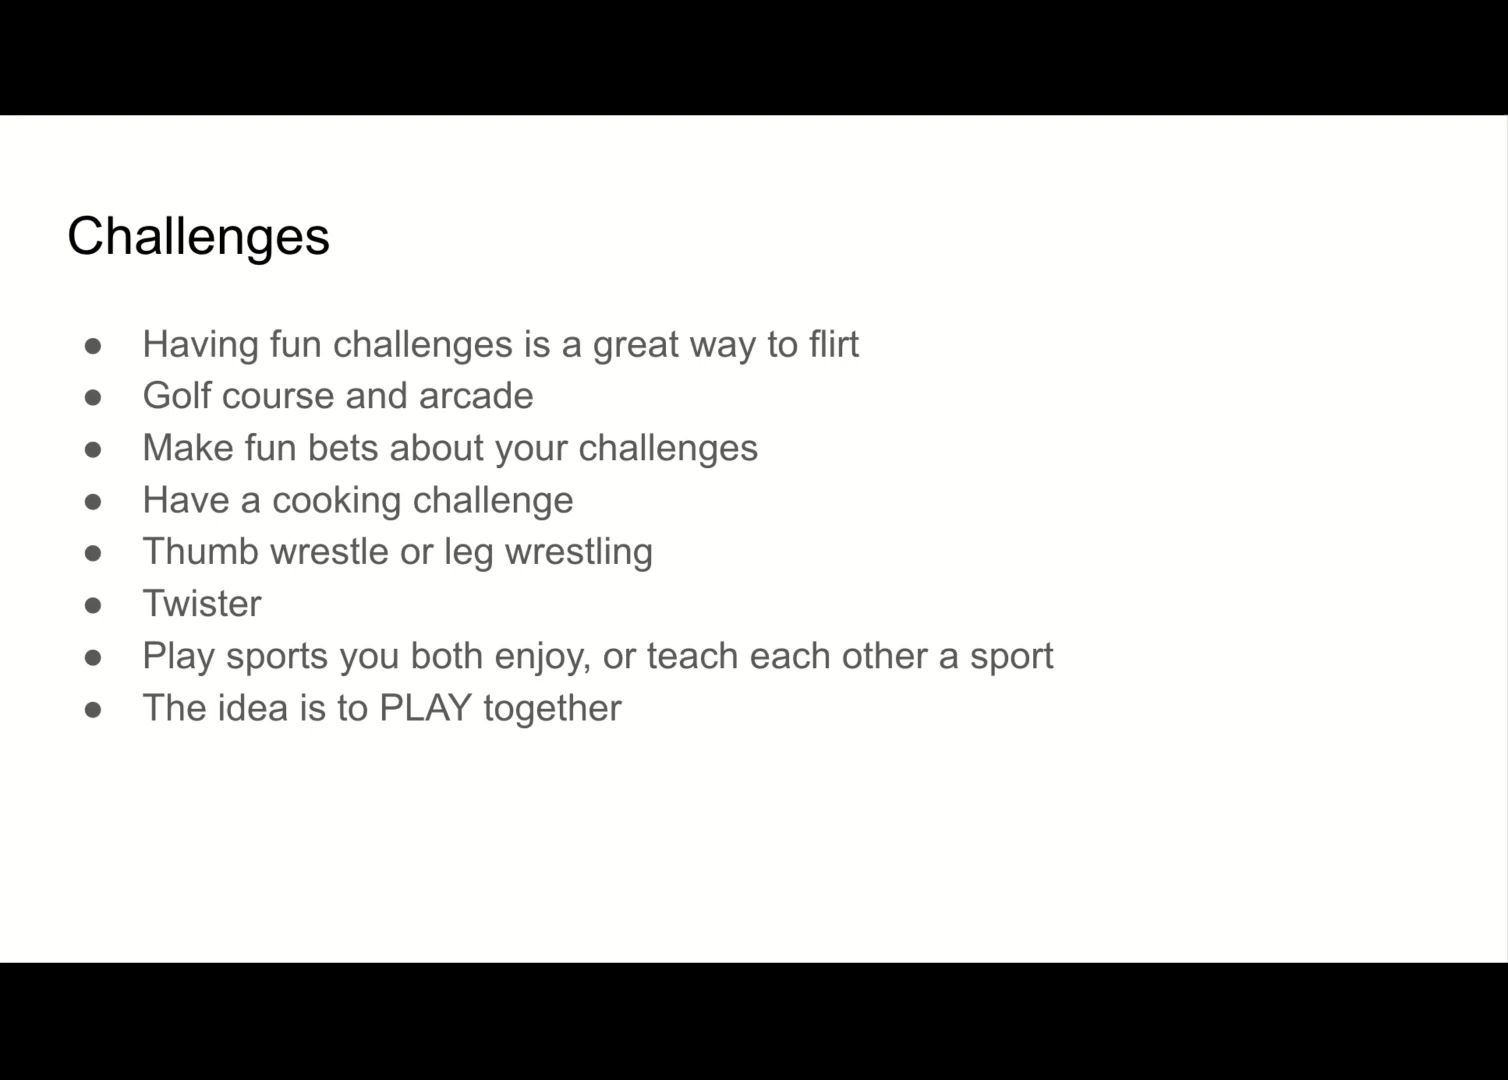 Challenges
● Having fun challenges is a great way to flirt
● Golf course and arcade
● Make fun bets about your challenges
● Have a cooking challenge
● Thumb wrestle or leg wrestling
● Twister
● Play sports you both enjoy, or teach each other a sport
● The idea is to PLAY together